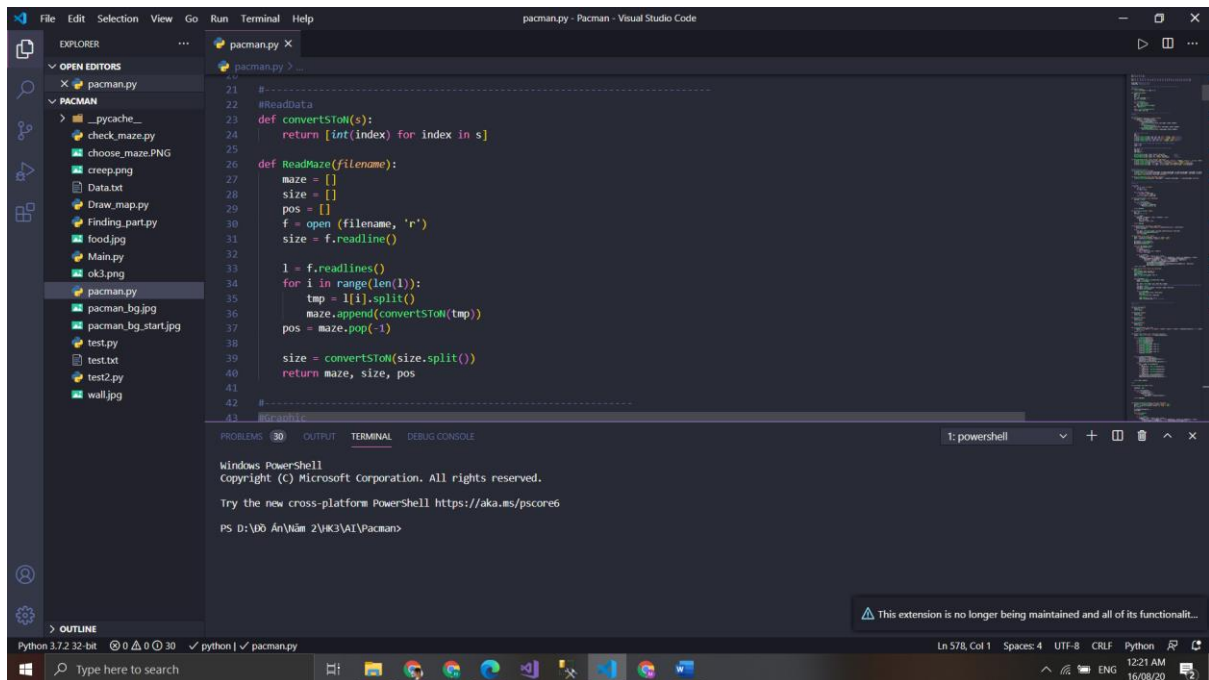 File Edit Selection View Go Run Terminal Help pacman.py - Pacman - Visual Studio Code
EXPLORER
OPEN EDITORS
pacman.py
PACMAN
__pycache__
check_maze.py
choose_maze.PNG
creep.png
Data.txt
Draw_map.py
Finding_part.py
food.jpg
Main.py
ok3.png
pacman.py
pacman_bg.jpg
pacman_bg_start.jpg
test.py
test.txt
test2.py
wall.jpg
OUTLINE
pacman.py
pacman.py > ...
20
21 #-----------------------------------------------------------------------
22 #ReadData
23 def convertSToN(s):
24     return [int(index) for index in s]
25
26 def ReadMaze(filename):
27     maze = []
28     size = []
29     pos = []
30     f = open (filename, 'r')
31     size = f.readline()
32
33     l = f.readlines()
34     for i in range(len(l)):
35         tmp = l[i].split()
36         maze.append(convertSToN(tmp))
37     pos = maze.pop(-1)
38
39     size = convertSToN(size.split())
40     return maze, size, pos
41
42 #-----------------------------------------------------------
43 #Graphic
PROBLEMS 30 OUTPUT TERMINAL DEBUG CONSOLE 1: powershell
Windows PowerShell
Copyright (C) Microsoft Corporation. All rights reserved.
Try the new cross-platform PowerShell https://aka.ms/pscore6
PS D:\Đồ Án\Năm 2\HK3\AI\Pacman>
This extension is no longer being maintained and all of its functionalit...
Python 3.7.2 32-bit 0 0 30 python | pacman.py Ln 578, Col 1 Spaces: 4 UTF-8 CRLF Python
Type here to search ENG 12:21 AM
16/08/20 2